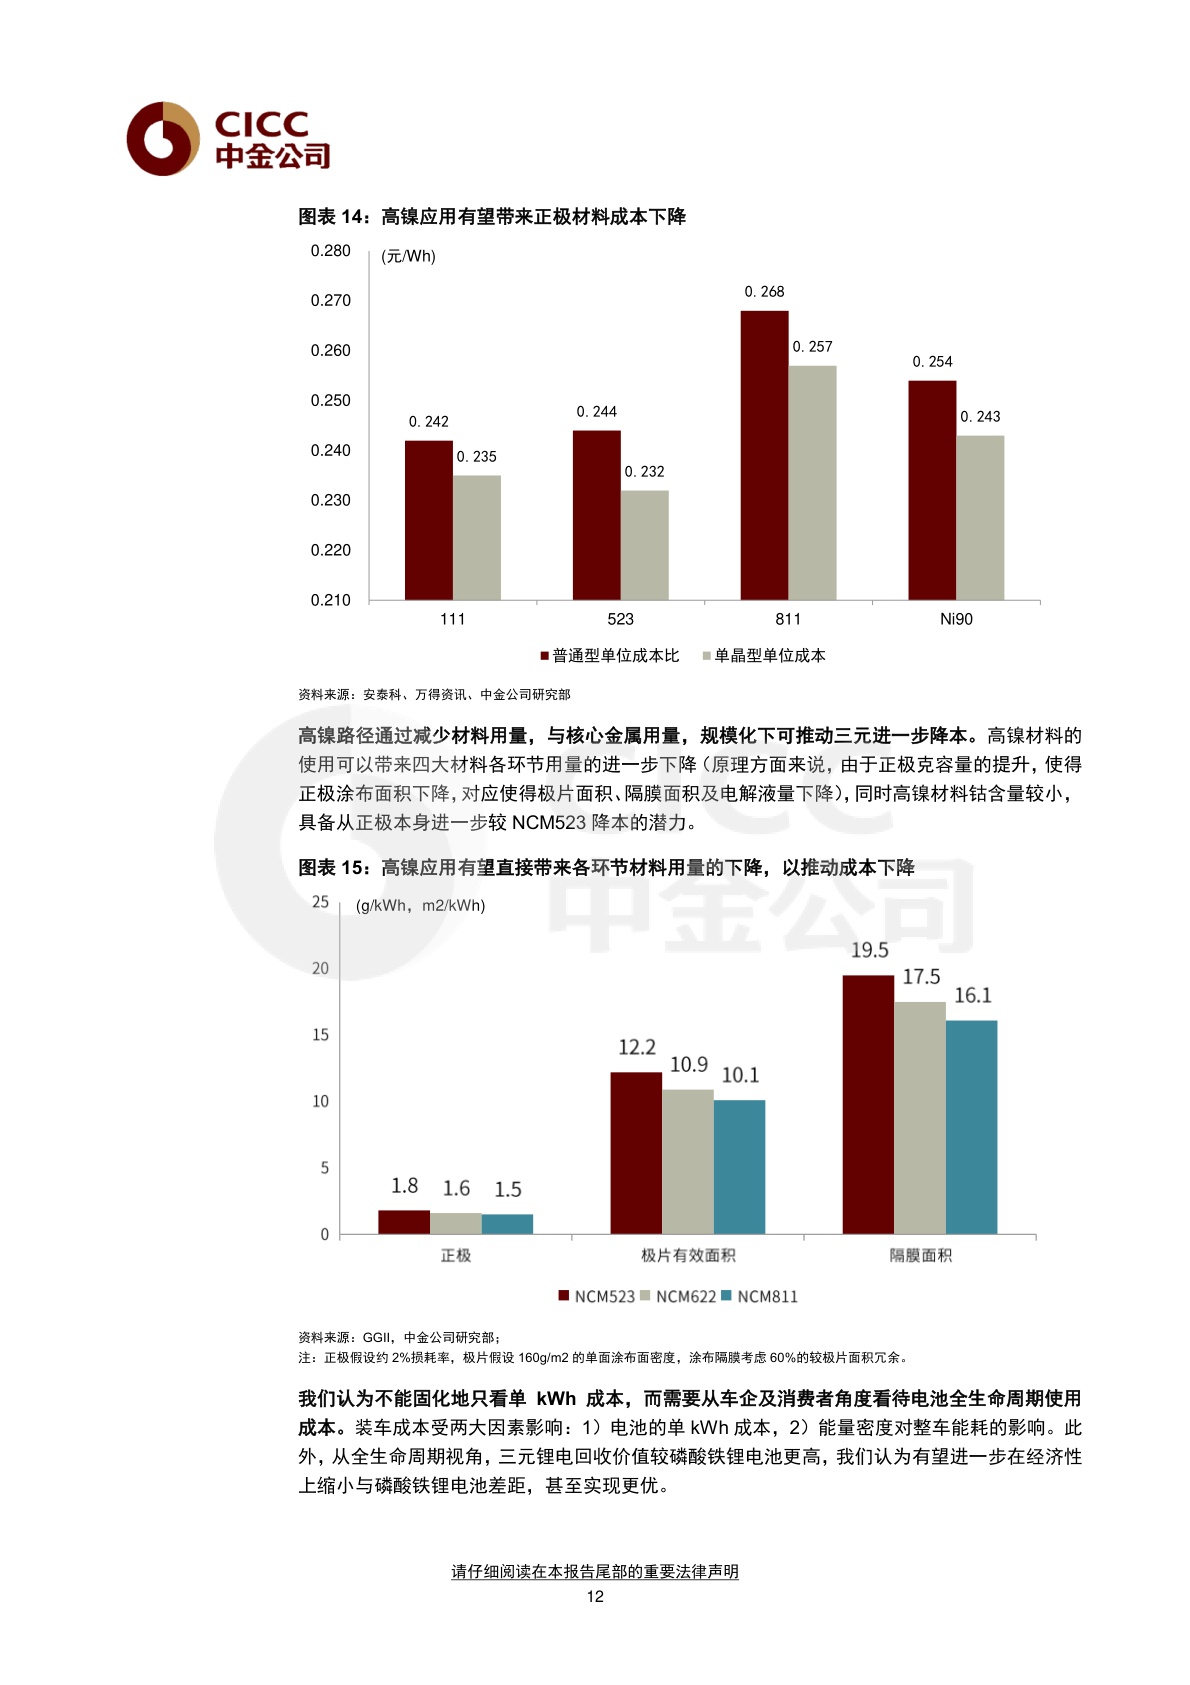 CICC
中金公司
图表 14：高镍应用有望带来正极材料成本下降
(元/Wh)
0.280
0.270
0.260
0.250
0.240
0.230
0.220
0.210
0.242
0.235
0.244
0.232
0.268
0.257
0.254
0.243
111
523
811
Ni90
普通型单位成本比
单晶型单位成本
资料来源：安泰科、万得资讯、中金公司研究部
高镍路径通过减少材料用量，与核心金属用量，规模化下可推动三元进一步降本。高镍材料的
使用可以带来四大材料各环节用量的进一步下降（原理方面来说，由于正极克容量的提升，使得
正极涂布面积下降，对应使得极片面积、隔膜面积及电解液量下降），同时高镍材料钴含量较小，
具备从正极本身进一步较 NCM523 降本的潜力。
CICC
中金公司
图表 15：高镍应用有望直接带来各环节材料用量的下降，以推动成本下降
(g/kWh，m2/kWh)
25
20
15
10
5
0
1.8
1.6
1.5
12.2
10.9
10.1
19.5
17.5
16.1
正极
极片有效面积
隔膜面积
NCM523
NCM622
NCM811
资料来源：GGII，中金公司研究部；
注：正极假设约 2%损耗率，极片假设 160g/m2 的单面涂布面密度，涂布隔膜考虑 60%的较极片面积冗余。
我们认为不能固化地只看单 kWh 成本，而需要从车企及消费者角度看待电池全生命周期使用
成本。装车成本受两大因素影响：1）电池的单 kWh 成本，2）能量密度对整车能耗的影响。此
外，从全生命周期视角，三元锂电回收价值较磷酸铁锂电池更高，我们认为有望进一步在经济性
上缩小与磷酸铁锂电池差距，甚至实现更优。
请仔细阅读在本报告尾部的重要法律声明
12